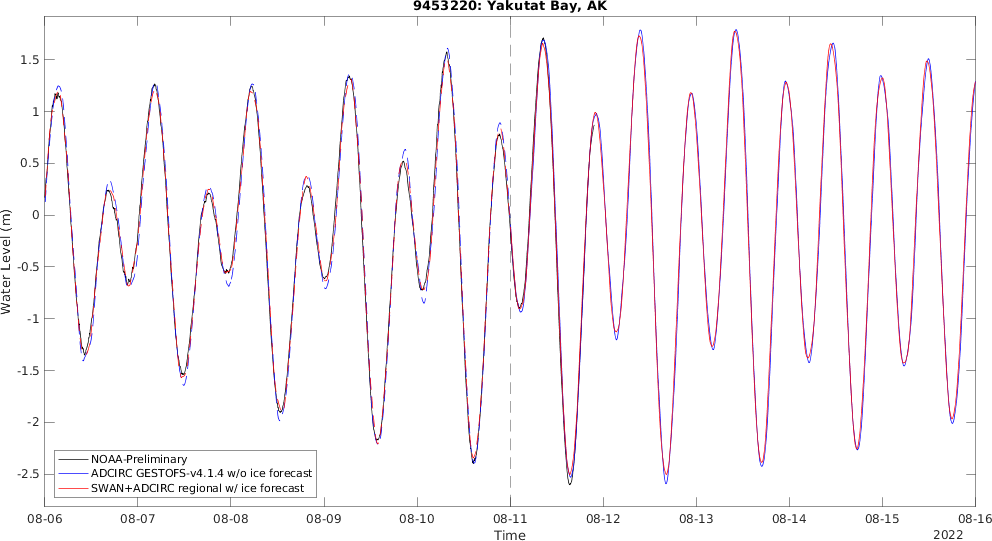 9453220: Yakutat Bay, AK
Water Level (m)
1.5
1
0.5
0
-0.5
-1
-1.5
-2
-2.5
NOAA-Preliminary
ADCIRC GESTOFS-v4.1.4 w/o ice forecast
SWAN+ADCIRC regional w/ ice forecast
08-06 08-07 08-08 08-09 08-10 08-11 08-12 08-13 08-14 08-15 08-16
Time
2022